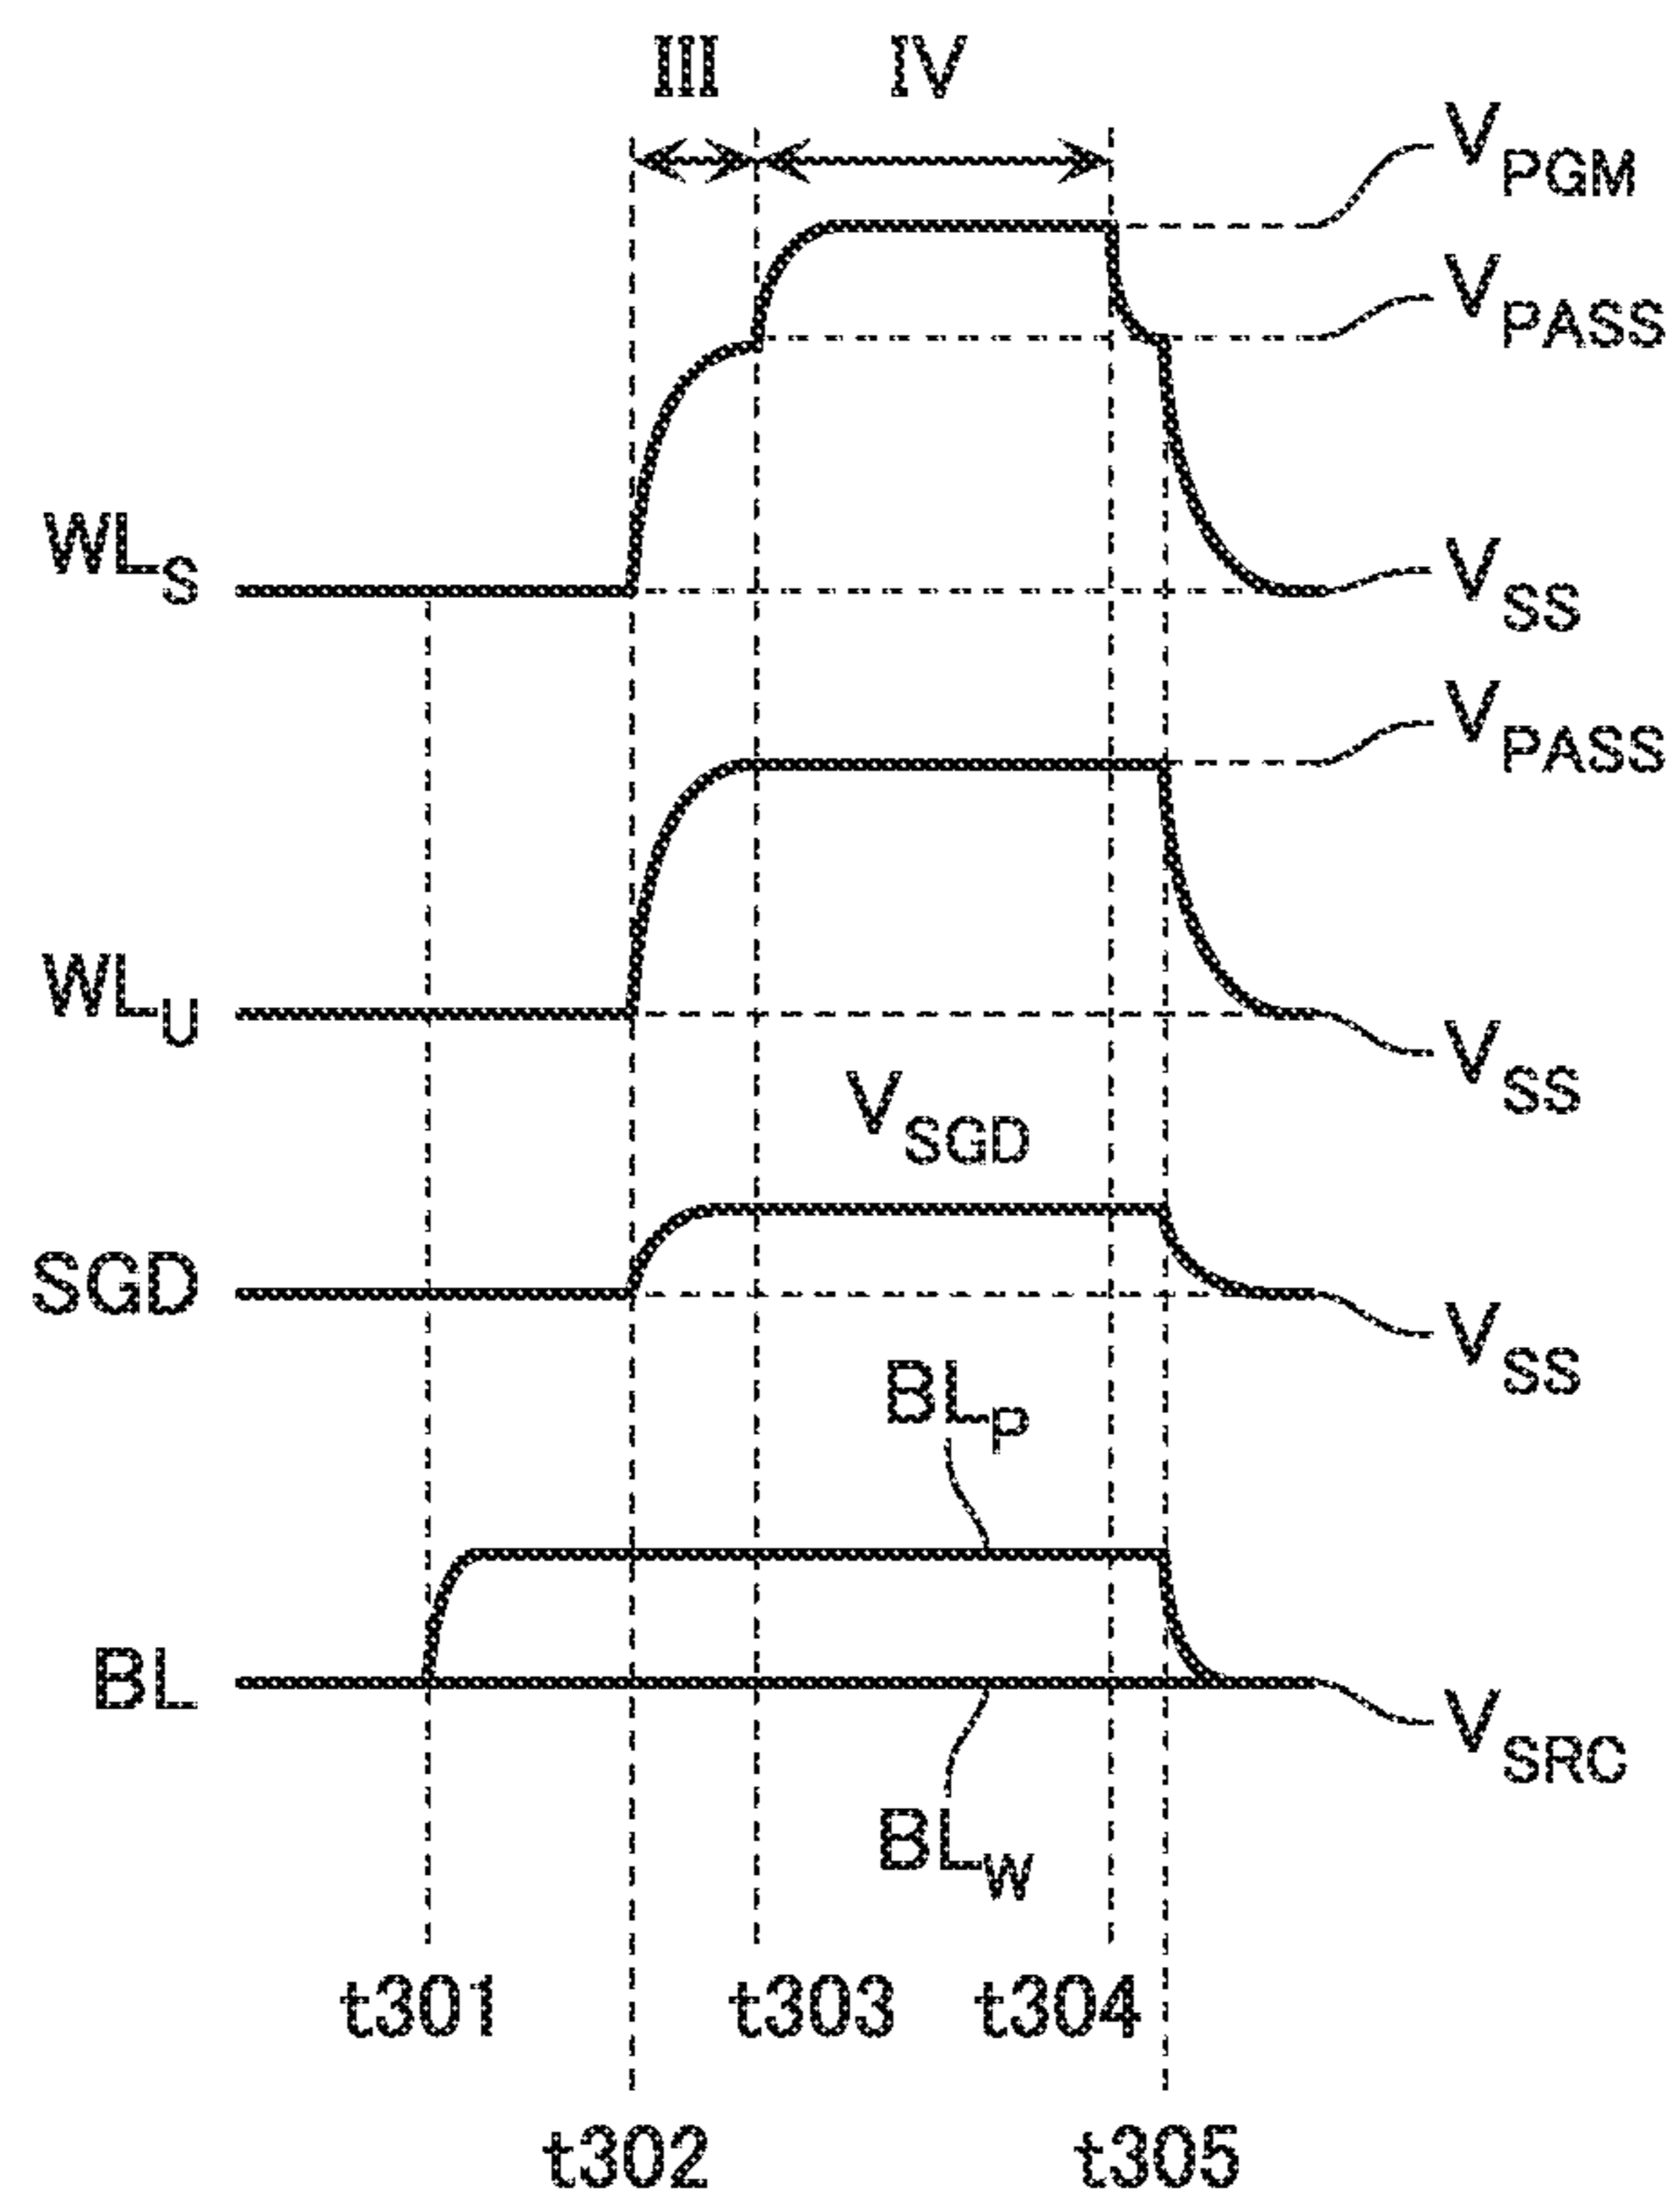 III IV
VPGM
VPASS
WLS
VSS
VPASS
WLU
VSS
VSGD
SGD
VSS
BLP
BL
VSRC
BLW
t301 t303 t304
t302 t305